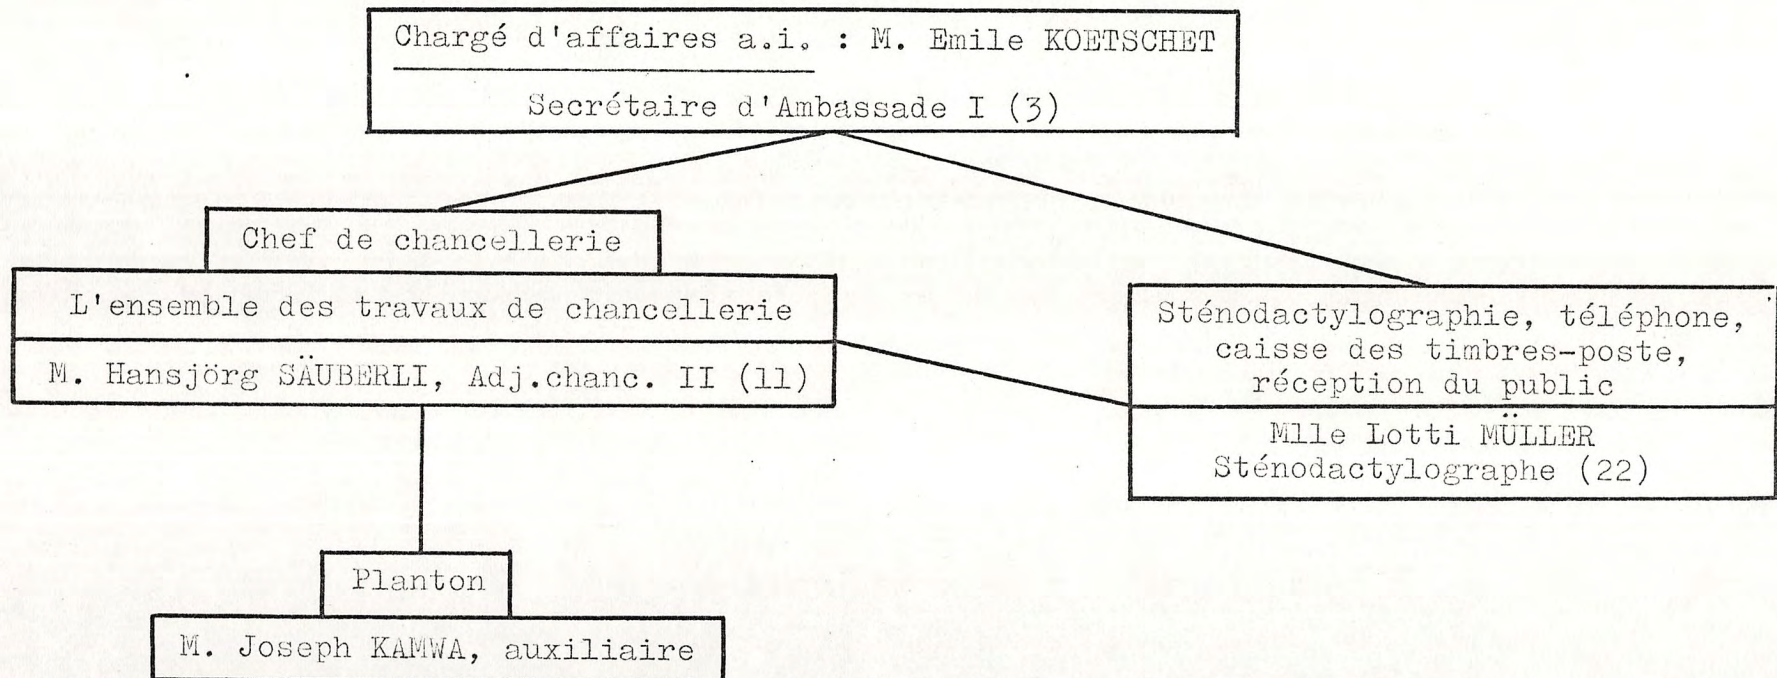 Chargé d'affaires a.i. : M. Emile KOETSCHET
Secrétaire d'Ambassade I (3)
Chef de chancellerie
L'ensemble des travaux de chancellerie
M. Hansjörg SÄUBERLI, Adj.chanc. II (11)
Sténodactylographie, téléphone,
caisse des timbres-poste,
réception du public
Mlle Lotti MÜLLER
Sténodactylographe (22)
Planton
M. Joseph KAMWA, auxiliaire